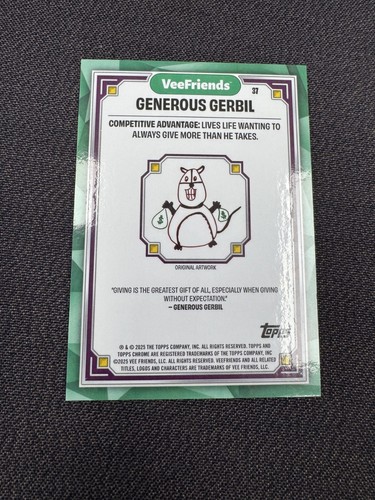 VeeFriends
37
GENEROUS GERBIL
COMPETITIVE ADVANTAGE: LIVES LIFE WANTING TO
ALWAYS GIVE MORE THAN HE TAKES.
ORIGINAL ARTWORK
"GIVING IS THE GREATEST GIFT OF ALL, ESPECIALLY WHEN GIVING
WITHOUT EXPECTATION."
– GENEROUS GERBIL
Topps
® & © 2025 THE TOPPS COMPANY, INC. ALL RIGHTS RESERVED. TOPPS AND
TOPPS CHROME ARE REGISTERED TRADEMARKS OF THE TOPPS COMPANY, INC
©2025 VEE FRIENDS, LLC. ALL RIGHTS RESERVED. VEEFRIENDS AND ALL RELATED
TITLES, LOGOS AND CHARACTERS ARE TRADEMARKS OF VEE FRIENDS, LLC.